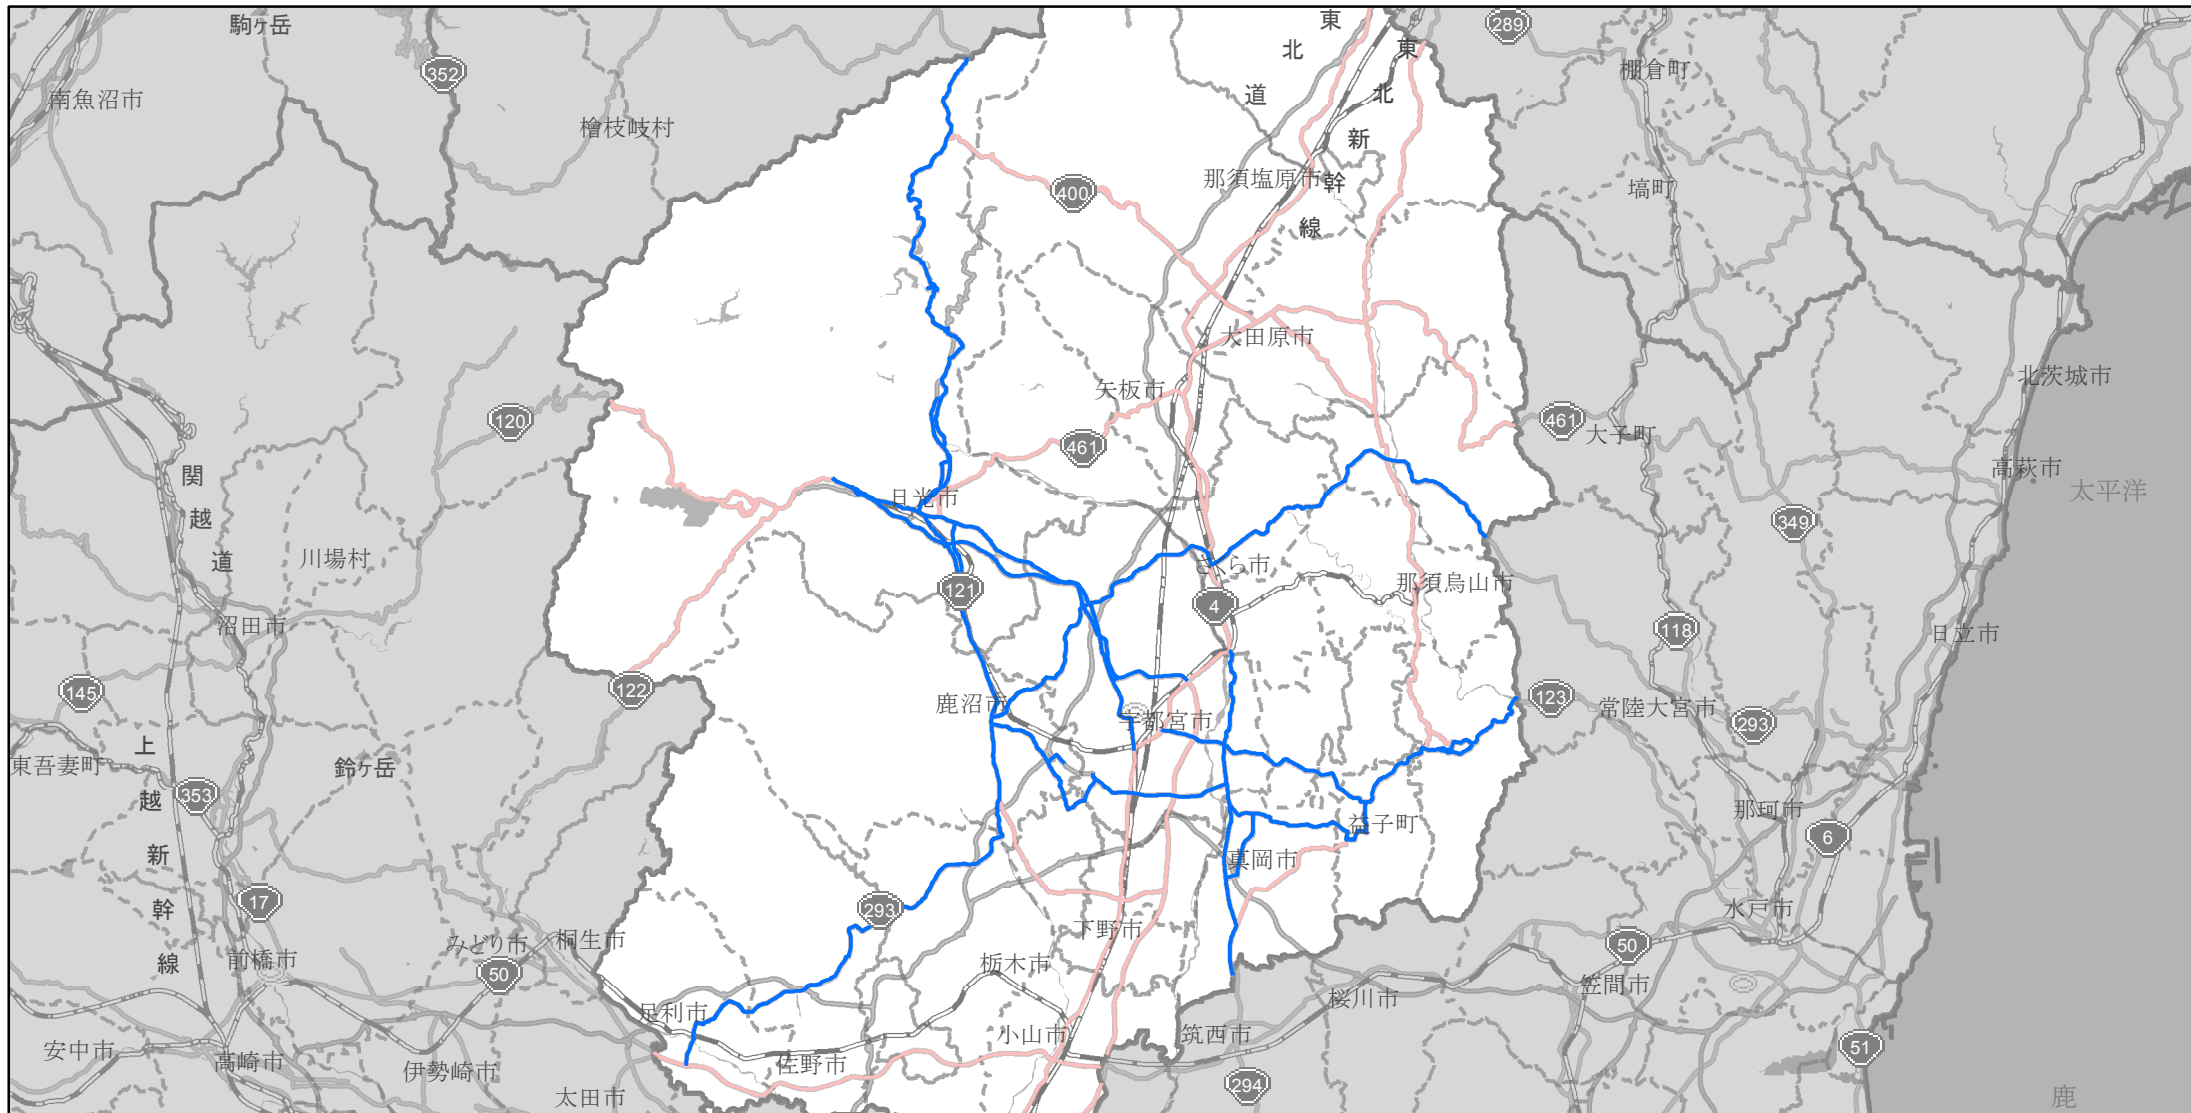 駒ヶ岳
東
289
北
東
352
棚倉町
南魚沼市
道
北
檜枝岐村
新
那須塩原市
幹
400
塙町
線
大田原市
北茨城市
矢板市
120
461
461
大子町
高萩市
関
日光市
太平洋
越
349
道
川場村
さくら市
那須烏山市
121
4
沼田市
118
日立市
145
122
鹿沼市
123
常陸大宮市
宇都宮市
293
上
東吾妻町
鈴ヶ岳
越
353
那珂市
益子町
6
新
真岡市
17
幹
293
水戸市
下野市
みどり市
桐生市
50
線
前橋市
50
栃木市
笠間市
桜川市
足利市
小山市
筑西市
安中市
高崎市
伊勢崎市
佐野市
51
太田市
294
鹿